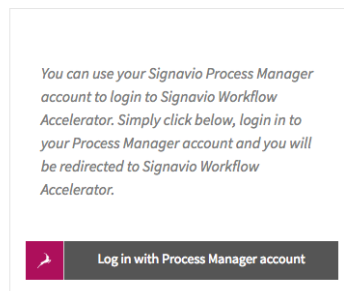 You can use your Signavio Process Manager
account to login to Signavio Workflow
Accelerator. Simply click below, login in to
your Process Manager account and you will
be redirected to Signavio Workflow
Accelerator.
Log in with Process Manager account